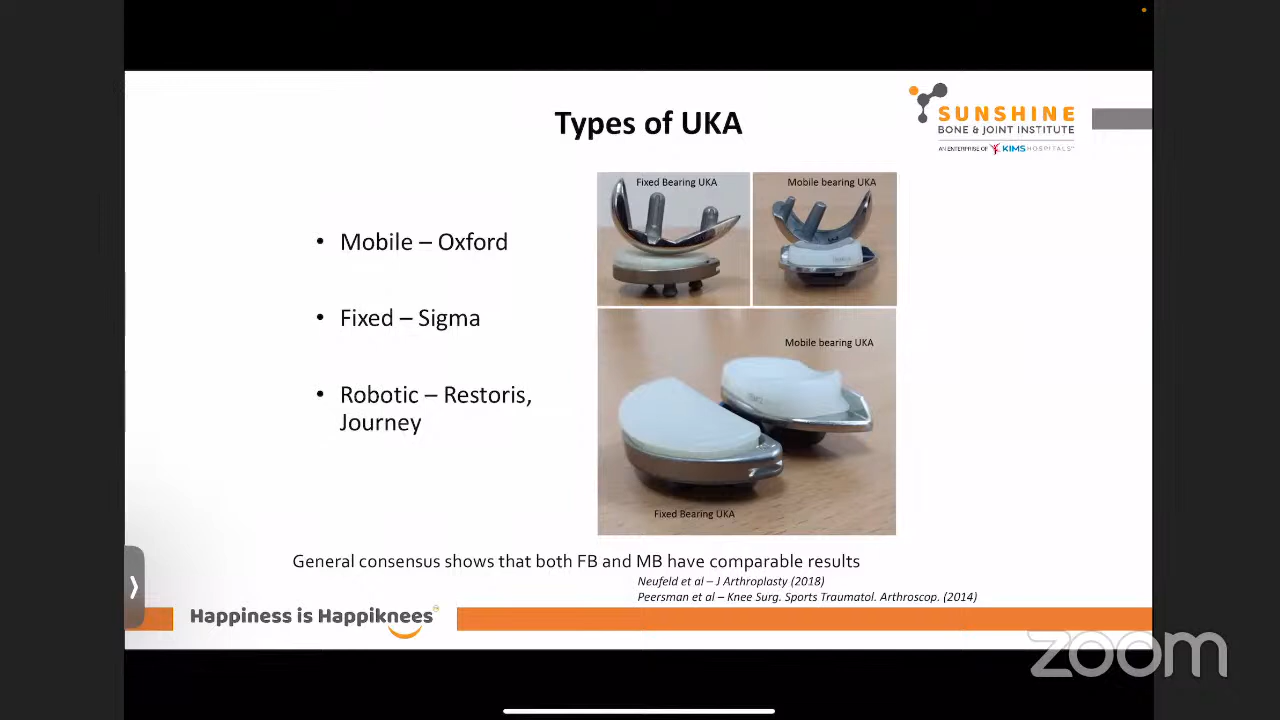 Types of UKA
SUNSHINE
BONE & JOINT INSTITUTE
AN ENTERPRISE OF KIMS HOSPITALS
Fixed Bearing UKA
Mobile bearing UKA
• Mobile – Oxford
• Fixed – Sigma
• Robotic – Restoris,
Journey
Mobile bearing UKA
Fixed Bearing UKA
General consensus shows that both FB and MB have comparable results
Neufeld et al – J Arthroplasty (2018)
Peersman et al – Knee Surg. Sports Traumatol. Arthroscop. (2014)
Happiness is Happiknees
zoom